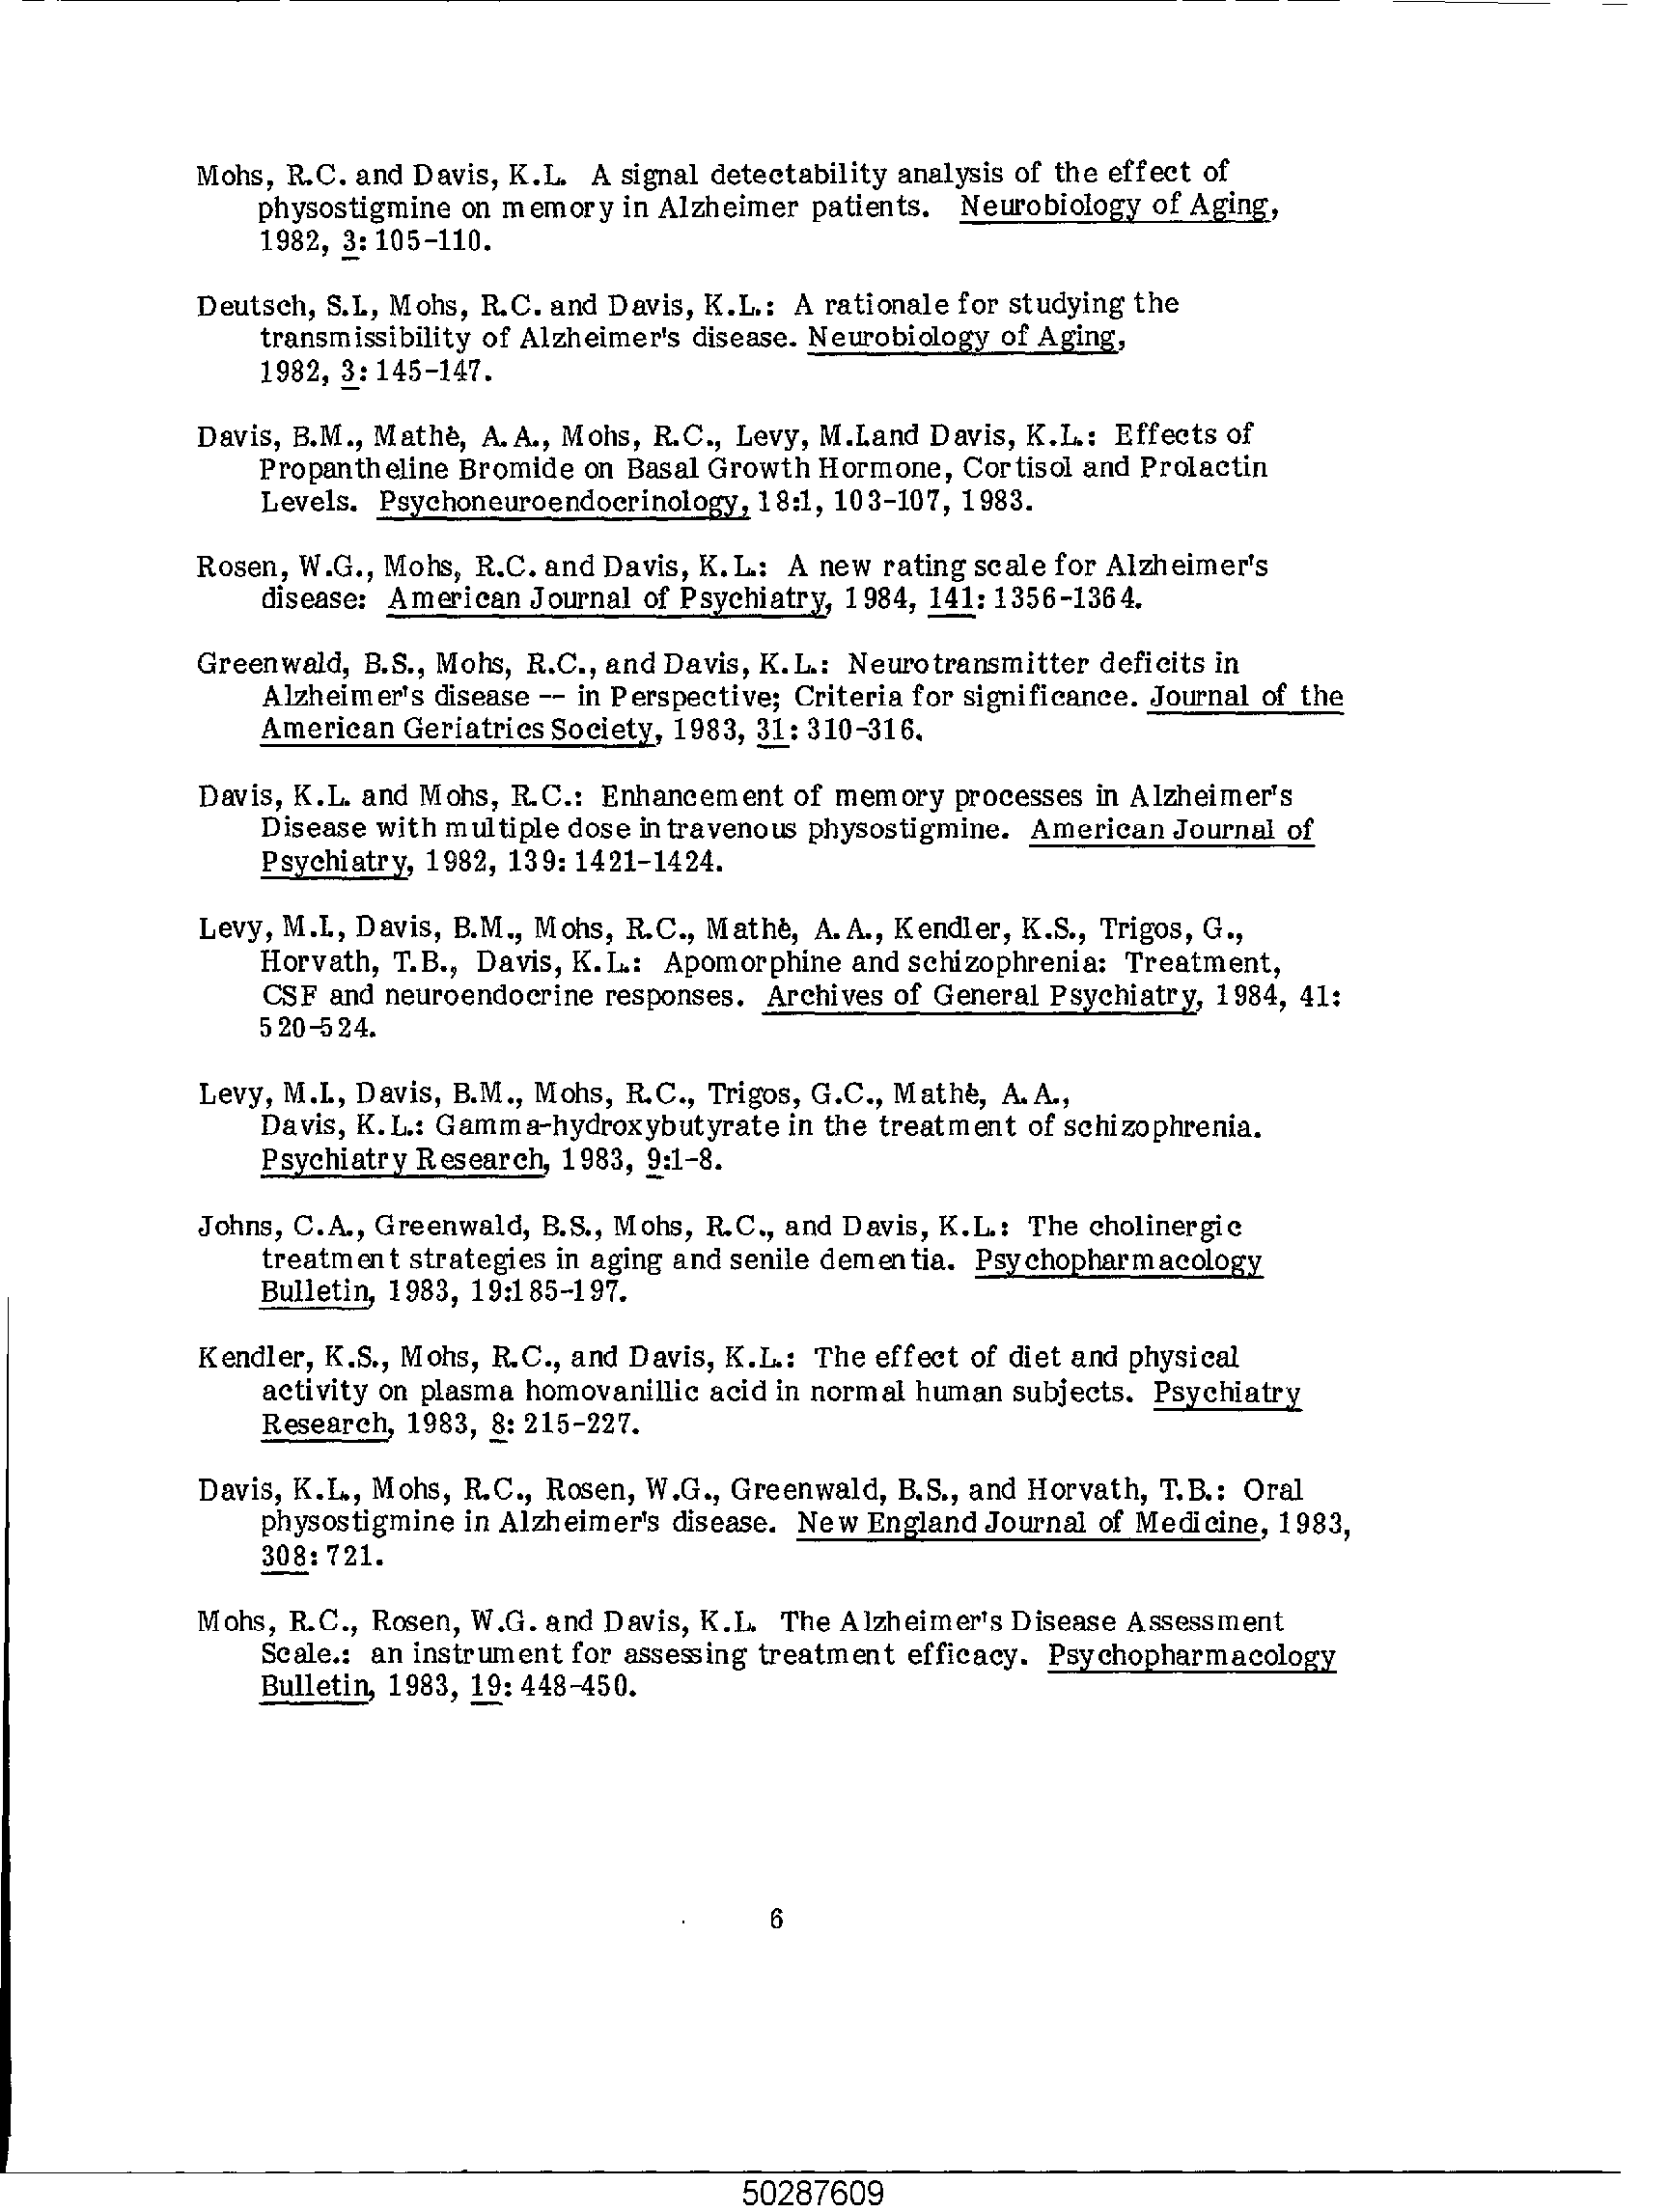 Mohs, R.C. and Davis, K.L. A signal detectability analysis of the effect of
physostigmine on memory in Alzheimer patients. Neurobiology of Aging,
1982, 3: 105-110.
Deutsch, S.I., Mohs, R.C. and Davis, K.L.: A rationale for studying the
transmissibility of Alzheimer's disease. Neurobiology of Aging,
1982, 3: 145-147.
Davis, B.M., Mathè, A.A., Mohs, R.C., Levy, M.I.and Davis, K.L.: Effects of
Propantheline Bromide on Basal Growth Hormone, Cortisol and Prolactin
Levels. Psychoneuroendocrinology, 18:1, 103-107, 1983.
Rosen, W.G., Mohs, R.C. and Davis, K.L.: A new rating scale for Alzheimer's
disease: American Journal of Psychiatry, 1984, 141: 1356-1364.
Greenwald, B.S., Mohs, R.C., and Davis, K.L.: Neurotransmitter deficits in
Alzheimer's disease -- in Perspective; Criteria for significance. Journal of the
American Geriatrics Society, 1983, 31: 310-316.
Davis, K.L. and Mohs, R.C.: Enhancement of memory processes in Alzheimer's
Disease with multiple dose intravenous physostigmine. American Journal of
Psychiatry, 1982, 139: 1421-1424.
Levy, M.I., Davis, B.M., Mohs, R.C., Mathè, A.A., Kendler, K.S., Trigos, G.,
Horvath, T.B., Davis, K.L.: Apomorphine and schizophrenia: Treatment,
CSF and neuroendocrine responses. Archives of General Psychiatry, 1984, 41:
520-524.
Levy, M.I., Davis, B.M., Mohs, R.C., Trigos, G.C., Mathè, A.A.,
Davis, K.L.: Gamma-hydroxybutyrate in the treatment of schizophrenia.
Psychiatry Research, 1983, 9:1-8.
Johns, C.A., Greenwald, B.S., Mohs, R.C., and Davis, K.L.: The cholinergic
treatment strategies in aging and senile dementia. Psychopharmacology
Bulletin, 1983, 19:185-197.
Kendler, K.S., Mohs, R.C., and Davis, K.L.: The effect of diet and physical
activity on plasma homovanillic acid in normal human subjects. Psychiatry
Research, 1983, 8: 215-227.
Davis, K.L., Mohs, R.C., Rosen, W.G., Greenwald, B.S., and Horvath, T.B.: Oral
physostigmine in Alzheimer's disease. New England Journal of Medicine, 1983,
308: 721.
Mohs, R.C., Rosen, W.G. and Davis, K.L. The Alzheimer's Disease Assessment
Scale.: an instrument for assessing treatment efficacy. Psychopharmacology
Bulletin, 1983, 19: 448-450.
6
50287609